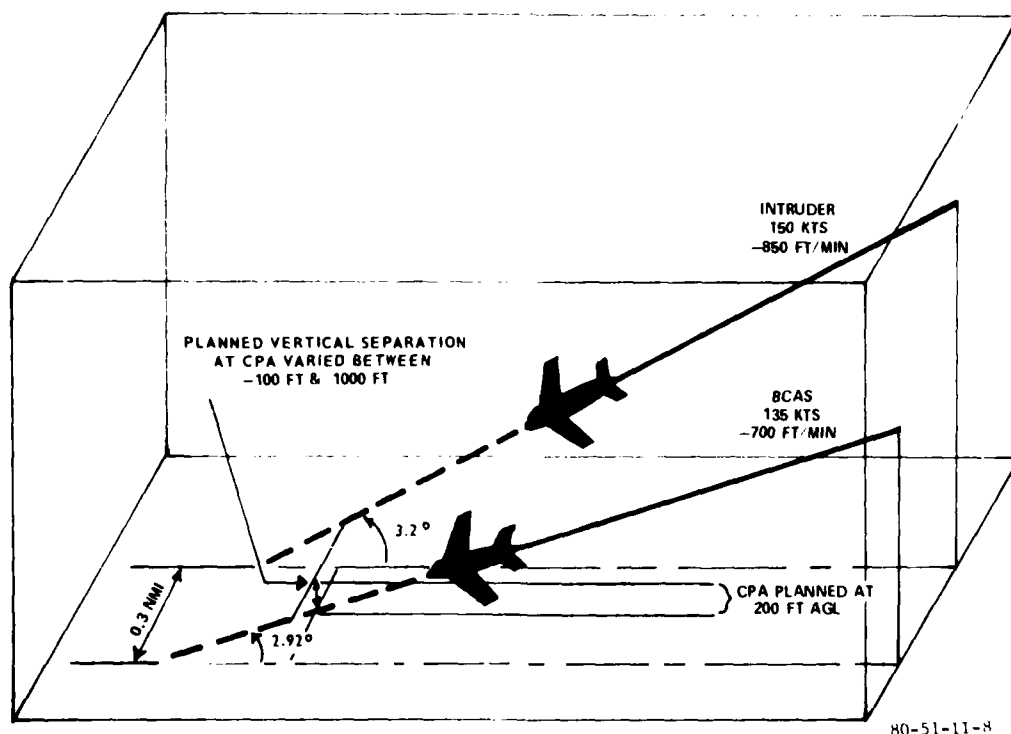 INTRUDER
150 KTS
-850 FT/MIN
PLANNED VERTICAL SEPARATION
AT CPA VARIED BETWEEN
-100 FT & 1000 FT
BCAS
135 KTS
-700 FT/MIN
3.2°
0.3 NMI
2.92°
CPA PLANNED AT
200 FT AGL
80-51-11-8